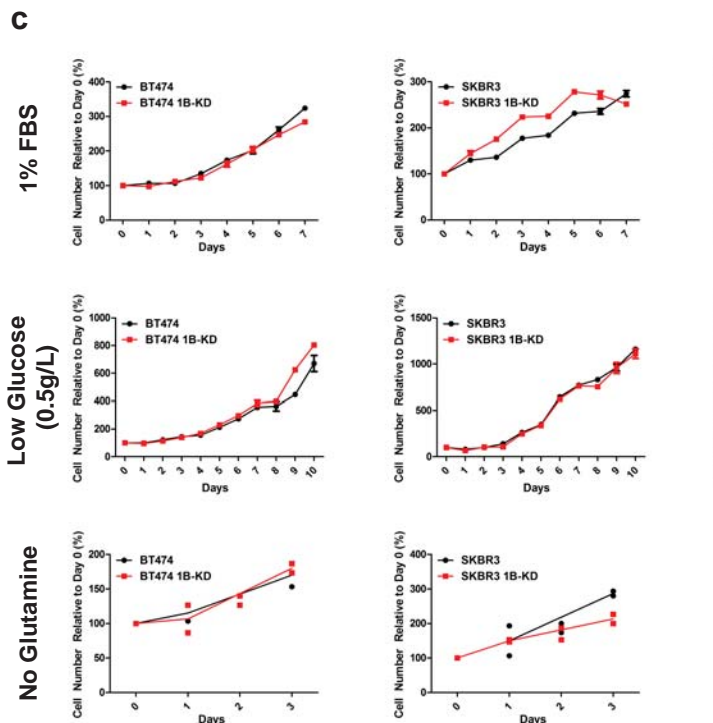 c
1% FBS
Cell Number Relative to Day 0 (%)
BT474
BT474 1B-KD
400
300
200
100
0
0 1 2 3 4 5 6 7
Days
Cell Number Relative to Day 0 (%)
SKBR3
SKBR3 1B-KD
300
200
100
0
0 1 2 3 4 5 6 7
Days
Low Glucose
(0.5g/L)
Cell Number Relative to Day 0 (%)
BT474
BT474 1B-KD
1000
800
600
400
200
0
0 1 2 3 4 5 6 7 8 9 10
Days
Cell Number Relative to Day 0 (%)
SKBR3
SKBR3 1B-KD
1500
1000
500
0
0 1 2 3 4 5 6 7 8 9 10
Days
No Glutamine
Cell Number Relative to Day 0 (%)
BT474
BT474 1B-KD
200
150
100
50
0
0 1 2 3
Days
Cell Number Relative to Day 0 (%)
SKBR3
SKBR3 1B-KD
400
300
200
100
0
0 1 2 3
Days